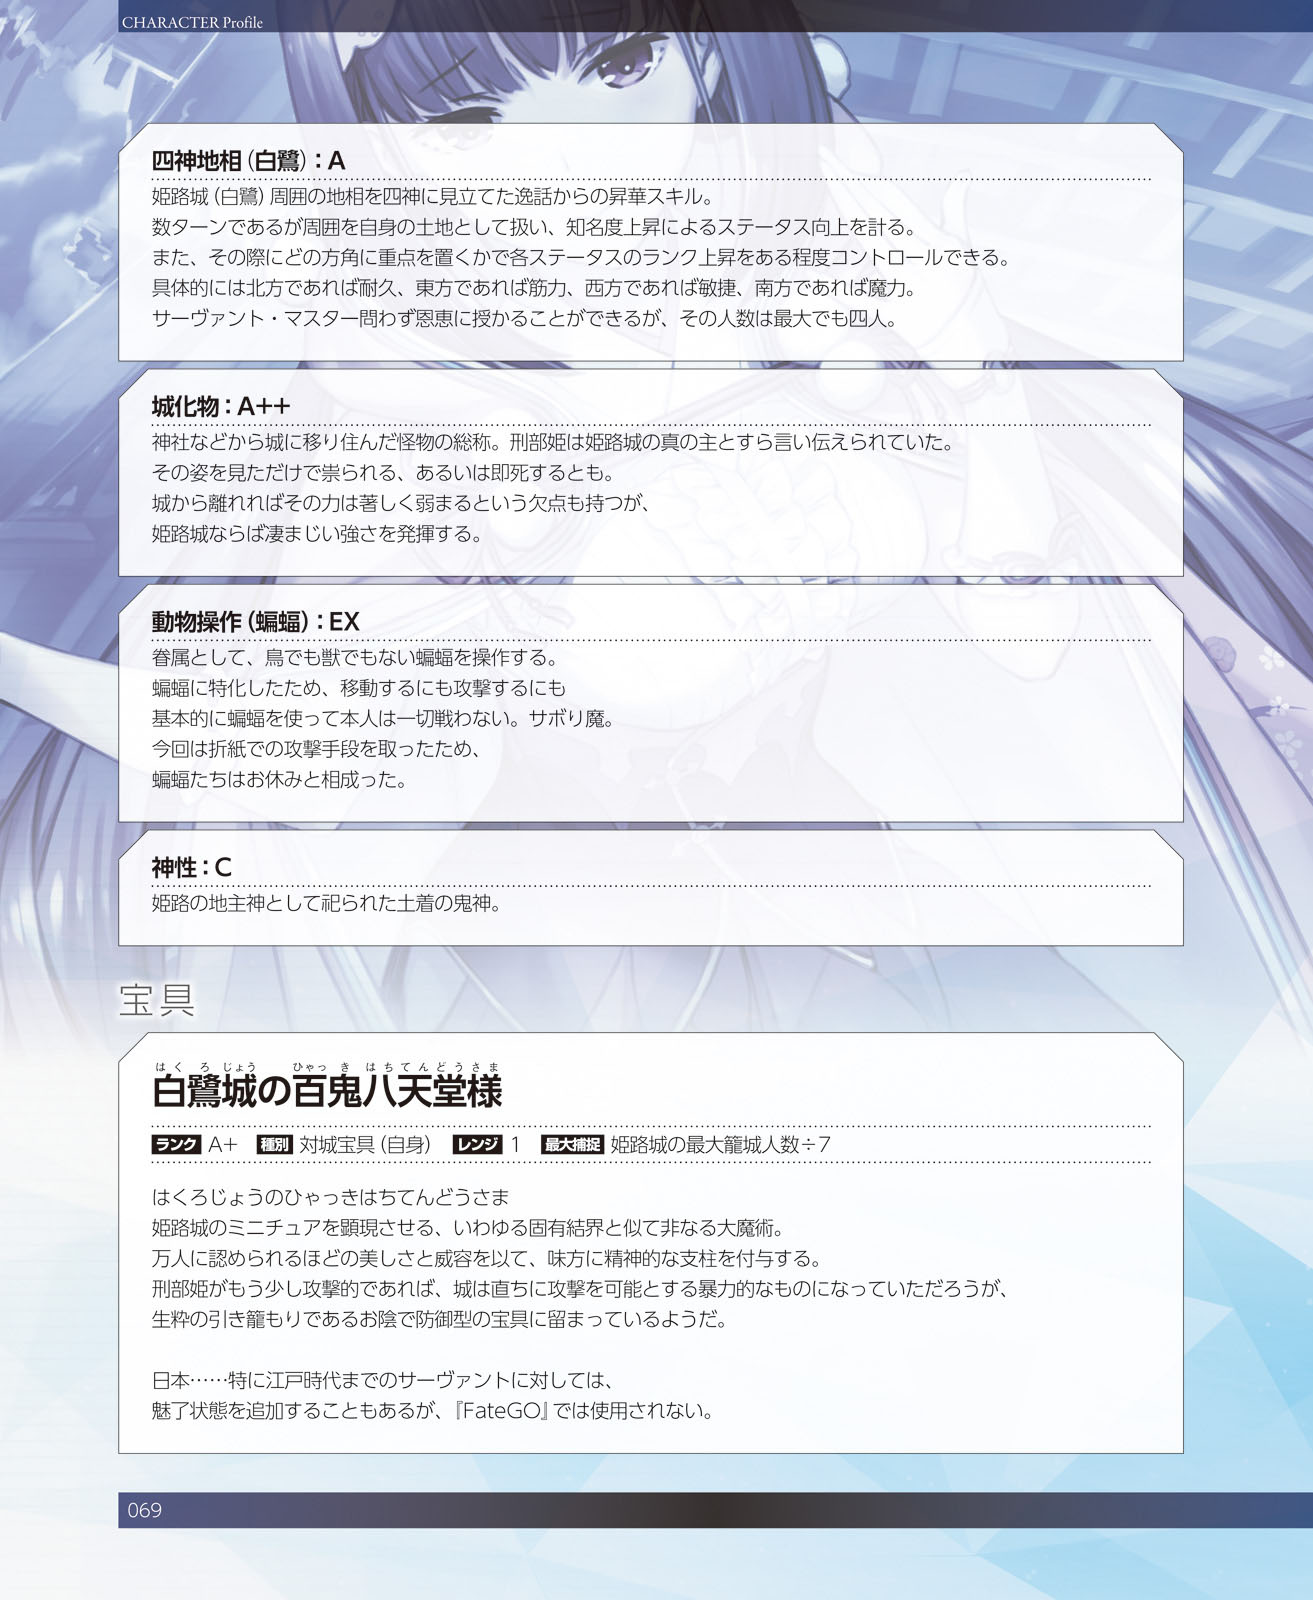 CHARACTER Profile
四神地相（白鷺）：A
姫路城（白鷺）周囲の地相を四神に見立てた逸話からの昇華スキル。
数ターンであるが周囲を自身の土地として扱い、知名度上昇によるステータス向上を計る。
また、その際にどの方角に重点を置くかで各ステータスのランク上昇をある程度コントロールできる。
具体的には北方であれば耐久、東方であれば筋力、西方であれば敏捷、南方であれば魔力。
サーヴァント・マスター問わず恩恵に授かることができるが、その人数は最大でも四人。
城化物：A++
神社などから城に移り住んだ怪物の総称。刑部姫は姫路城の真の主とすら言い伝えられていた。
その姿を見ただけで祟られる、あるいは即死するとも。
城から離れればその力は著しく弱まるという欠点も持つが、
姫路城ならば凄まじい強さを発揮する。
動物操作（蝙蝠）：EX
眷属として、鳥でも獣でもない蝙蝠を操作する。
蝙蝠に特化したため、移動するにも攻撃するにも
基本的に蝙蝠を使って本人は一切戦わない。サボり魔。
今回は折紙での攻撃手段を取ったため、
蝙蝠たちはお休みと相成った。
神性：C
姫路の地主神として祀られた土着の鬼神。
宝具
はくろじょう ひゃっきはちてんどうさま
白鷺城の百鬼八天堂様
ランク A+ 種別 対城宝具（自身） レンジ 1 最大捕捉 姫路城の最大籠城人数÷7
はくろじょうのひゃっきはちてんどうさま
姫路城のミニチュアを顕現させる、いわゆる固有結界と似て非なる大魔術。
万人に認められるほどの美しさと威容を以て、味方に精神的な支柱を付与する。
刑部姫がもう少し攻撃的であれば、城は直ちに攻撃を可能とする暴力的なものになっていただろうが、
生粋の引き籠もりであるお陰で防御型の宝具に留まっているようだ。
日本……特に江戸時代までのサーヴァントに対しては、
魅了状態を追加することもあるが、『FateGO』では使用されない。
069